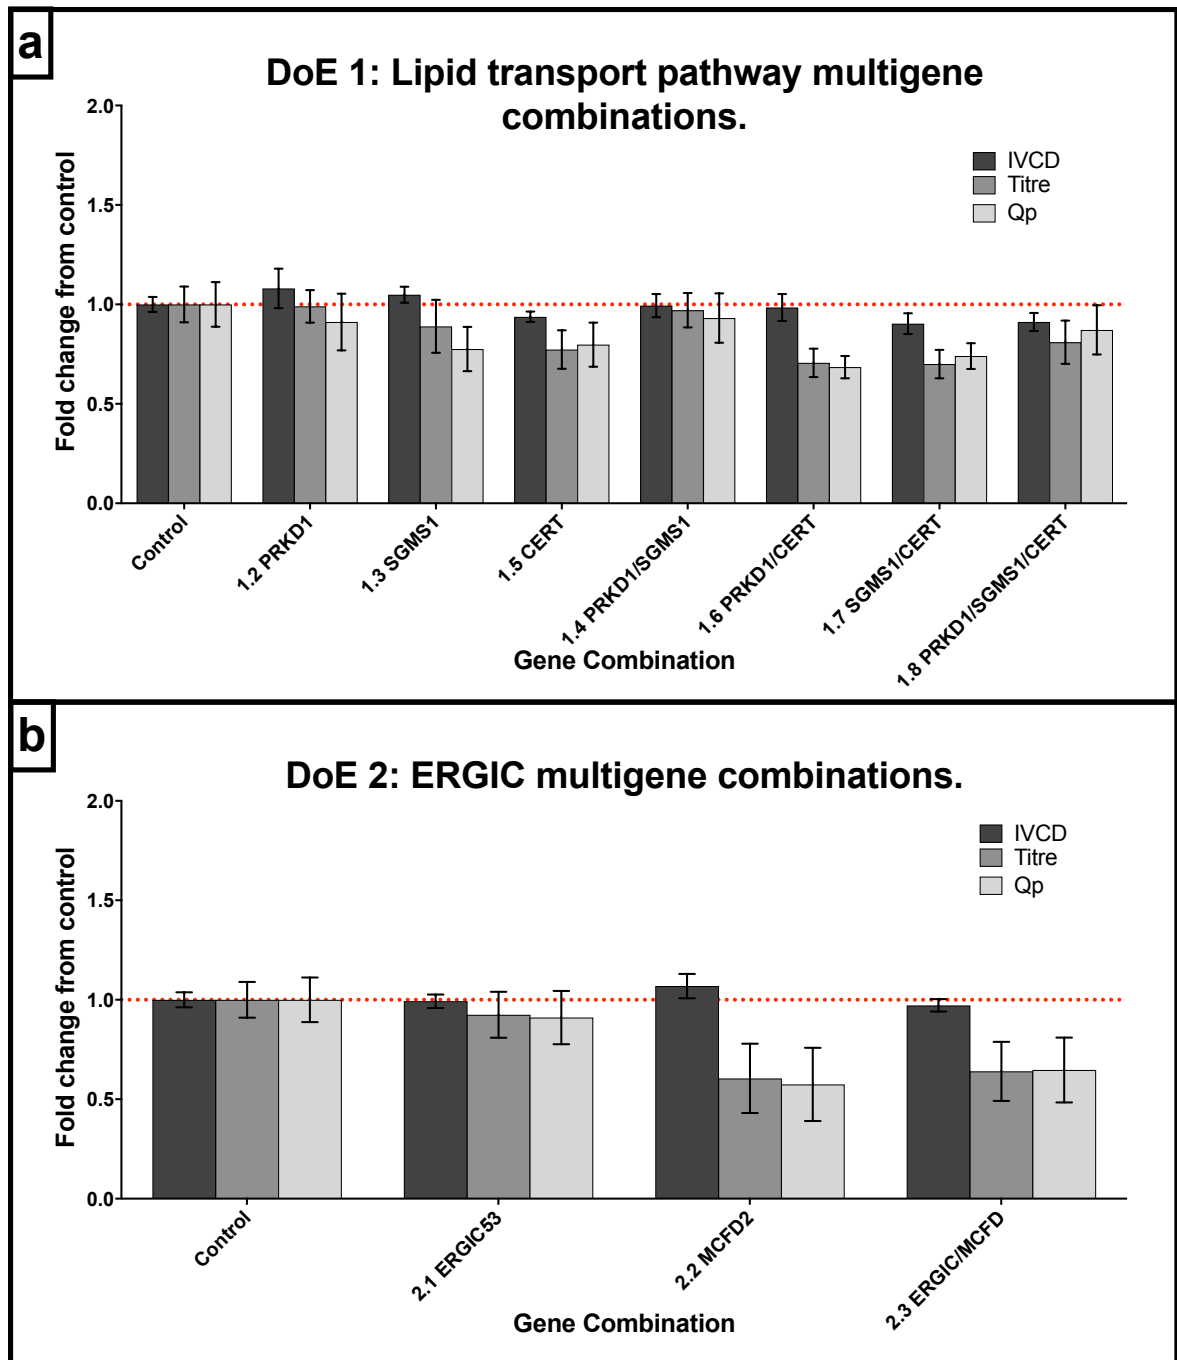 a
DoE 1: Lipid transport pathway multigene
combinations.
Fold change from control
2.0
1.5
1.0
0.5
0.0
IVCD
Titre
Qp
Control
1.2 PRKD1
1.3 SGMS1
1.5 CERT
1.4 PRKD1/SGMS1
1.6 PRKD1/CERT
1.7 SGMS1/CERT
1.8 PRKD1/SGMS1/CERT
Gene Combination
b
DoE 2: ERGIC multigene combinations.
Fold change from control
2.0
1.5
1.0
0.5
0.0
IVCD
Titre
Qp
Control
2.1 ERGIC53
2.2 MCFD2
2.3 ERGIC/MCFD
Gene Combination